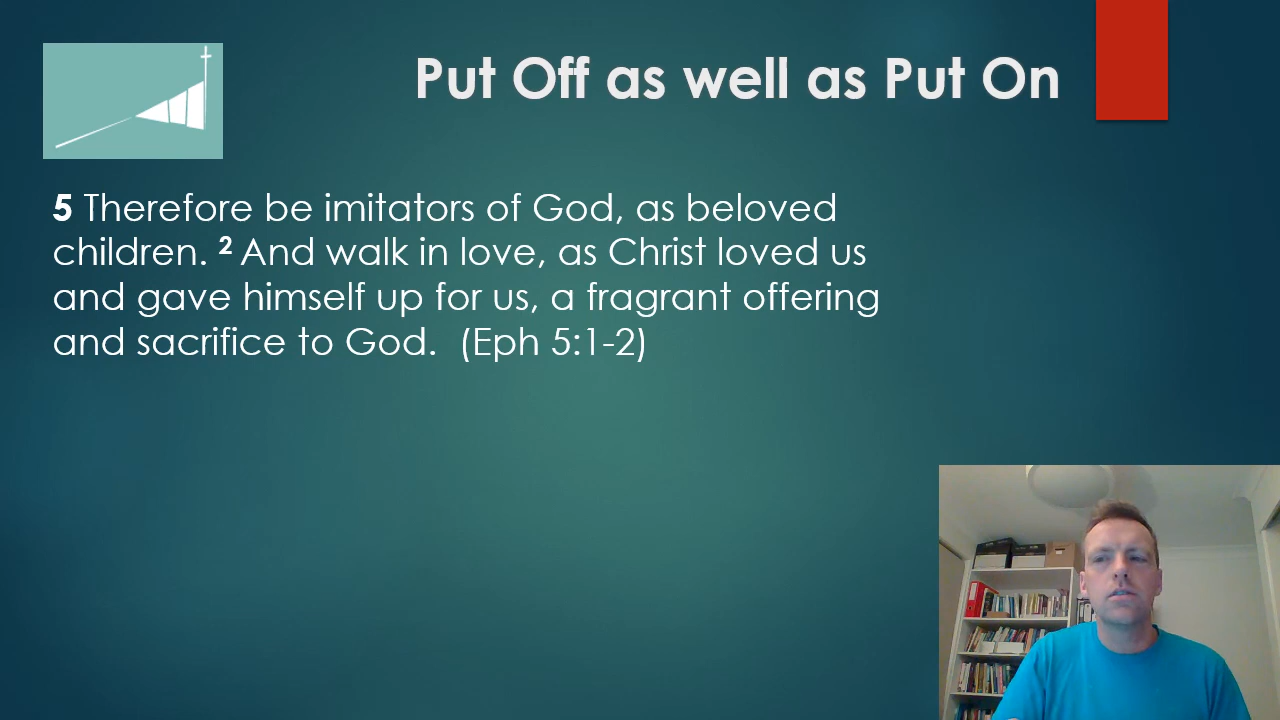 Put Off as well as Put On
5 Therefore be imitators of God, as beloved
children. 2 And walk in love, as Christ loved us
and gave himself up for us, a fragrant offering
and sacrifice to God. (Eph 5:1-2)